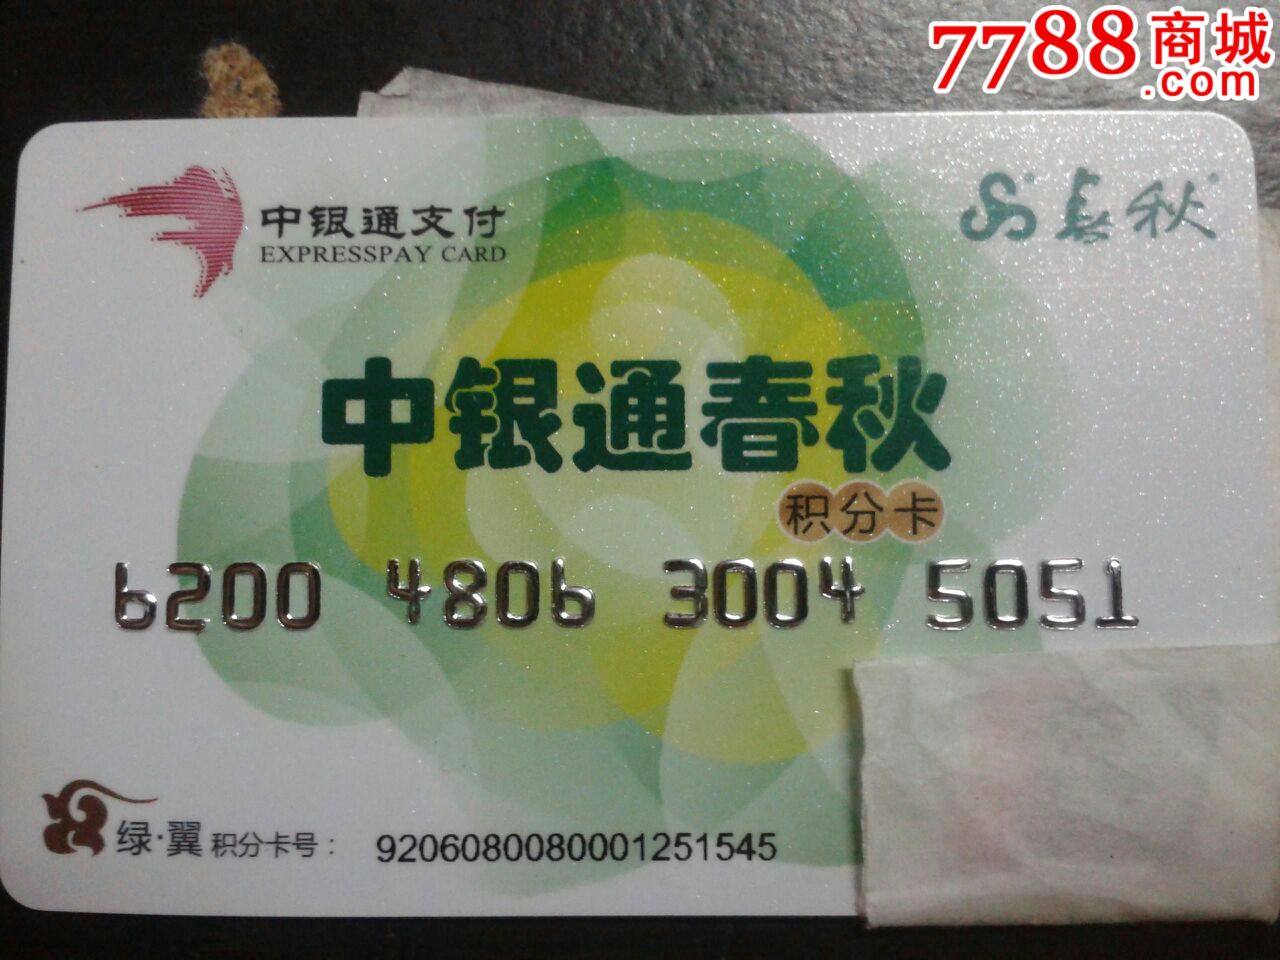 7788商城
.com
中银通支付
EXPRESSPAY CARD
春秋
中银通春秋
积分卡
6200 4806 3004 5051
绿·翼 积分卡号： 9206080080001251545